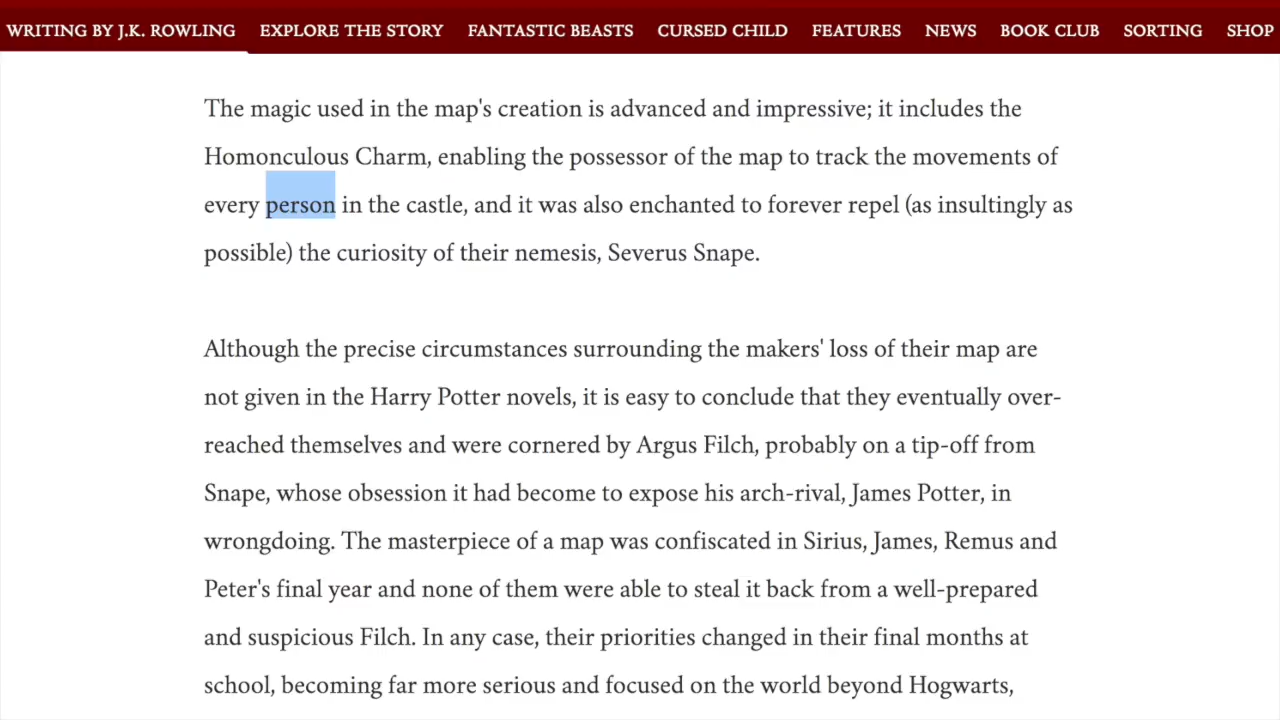 WRITING BY J.K. ROWLING EXPLORE THE STORY FANTASTIC BEASTS CURSED CHILD FEATURES NEWS BOOK CLUB SORTING SHOP
The magic used in the map's creation is advanced and impressive; it includes the
Homonculous Charm, enabling the possessor of the map to track the movements of
every person in the castle, and it was also enchanted to forever repel (as insultingly as
possible) the curiosity of their nemesis, Severus Snape.
Although the precise circumstances surrounding the makers' loss of their map are
not given in the Harry Potter novels, it is easy to conclude that they eventually over-
reached themselves and were cornered by Argus Filch, probably on a tip-off from
Snape, whose obsession it had become to expose his arch-rival, James Potter, in
wrongdoing. The masterpiece of a map was confiscated in Sirius, James, Remus and
Peter's final year and none of them were able to steal it back from a well-prepared
and suspicious Filch. In any case, their priorities changed in their final months at
school, becoming far more serious and focused on the world beyond Hogwarts,